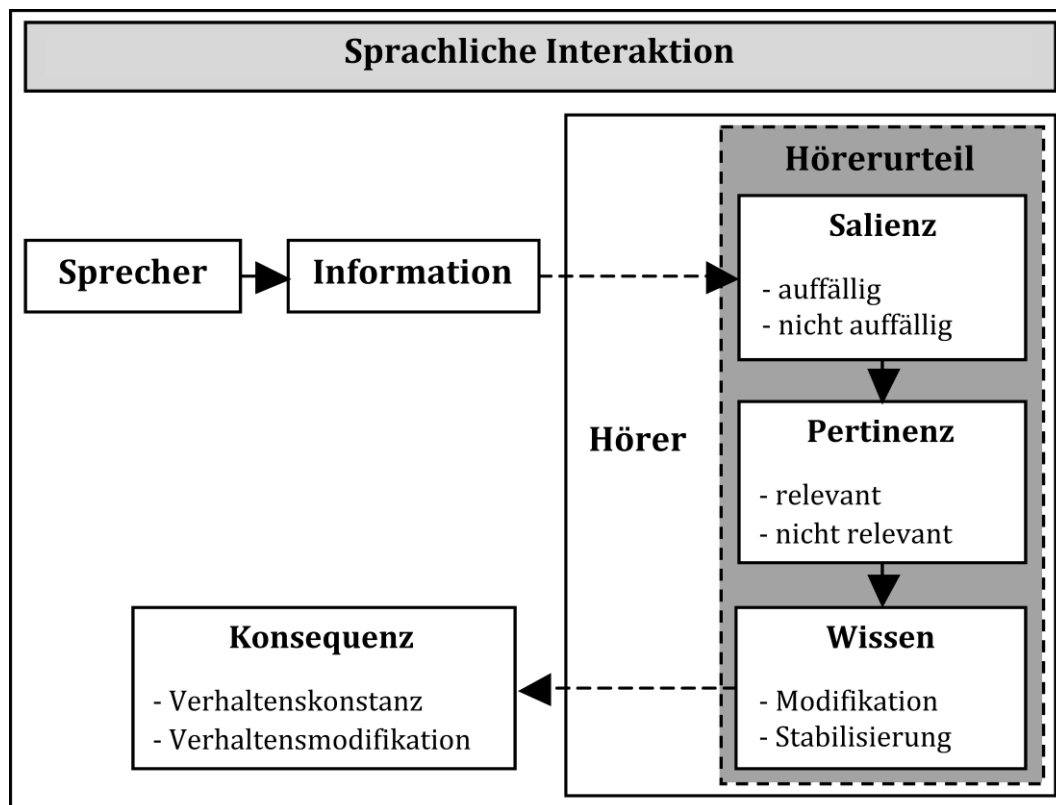 Sprachliche Interaktion
Hörerurteil
Salienz
- auffällig
- nicht auffällig
Sprecher
Information
Pertinenz
- relevant
- nicht relevant
Hörer
Wissen
- Modifikation
- Stabilisierung
Konsequenz
- Verhaltenskonstanz
- Verhaltensmodifikation